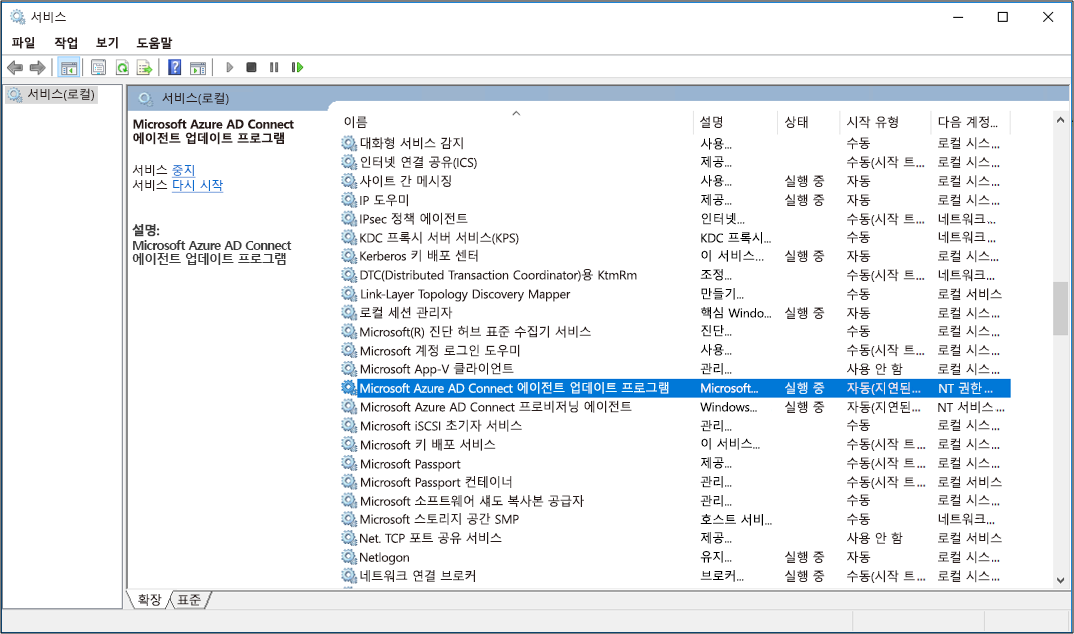 서비스
파일 작업 보기 도움말
서비스(로컬)
서비스(로컬)
Microsoft Azure AD Connect
에이전트 업데이트 프로그램
서비스 중지
서비스 다시 시작
설명:
Microsoft Azure AD Connect
에이전트 업데이트 프로그램
이름 설명 상태 시작 유형 다음 계정...
대화형 서비스 감지 사용... 수동 로컬 시스...
인터넷 연결 공유(ICS) 제공... 수동(시작 트... 로컬 시스...
사이트 간 메시징 사용... 실행 중 자동 로컬 시스...
IP 도우미 제공... 실행 중 자동 로컬 시스...
IPsec 정책 에이전트 인터넷... 수동(시작 트... 네트워크...
KDC 프록시 서버 서비스(KPS) KDC 프록시... 수동 네트워크...
Kerberos 키 배포 센터 이 서비스... 실행 중 자동 로컬 시스...
DTC(Distributed Transaction Coordinator)용 KtmRm 조정... 수동(시작 트... 네트워크...
Link-Layer Topology Discovery Mapper 만들기... 수동 로컬 서비스
로컬 세션 관리자 핵심 Windo... 실행 중 자동 로컬 시스...
Microsoft(R) 진단 허브 표준 수집기 서비스 진단... 수동 로컬 시스...
Microsoft 계정 로그인 도우미 사용... 수동(시작 트... 로컬 시스...
Microsoft App-V 클라이언트 관리... 사용 안 함 로컬 시스...
Microsoft Azure AD Connect 에이전트 업데이트 프로그램 Microsoft... 실행 중 자동(지연된... NT 권한...
Microsoft Azure AD Connect 프로비저닝 에이전트 Windows... 실행 중 자동(지연된... NT 서비스...
Microsoft iSCSI 초기자 서비스 관리... 수동 로컬 시스...
Microsoft 키 배포 서비스 이 서비스... 수동(시작 트... 로컬 시스...
Microsoft Passport 제공... 수동(시작 트... 로컬 시스...
Microsoft Passport 컨테이너 관리... 수동(시작 트... 로컬 서비스
Microsoft 소프트웨어 섀도 복사본 공급자 관리... 수동 로컬 시스...
Microsoft 스토리지 공간 SMP 호스트 서비... 수동 네트워크...
Net. TCP 포트 공유 서비스 제공... 사용 안 함 로컬 서비스
Netlogon 유지... 실행 중 자동 로컬 시스...
네트워크 연결 브로커 브로커... 실행 중 수동(시작 트... 로컬 시스...
확장 표준